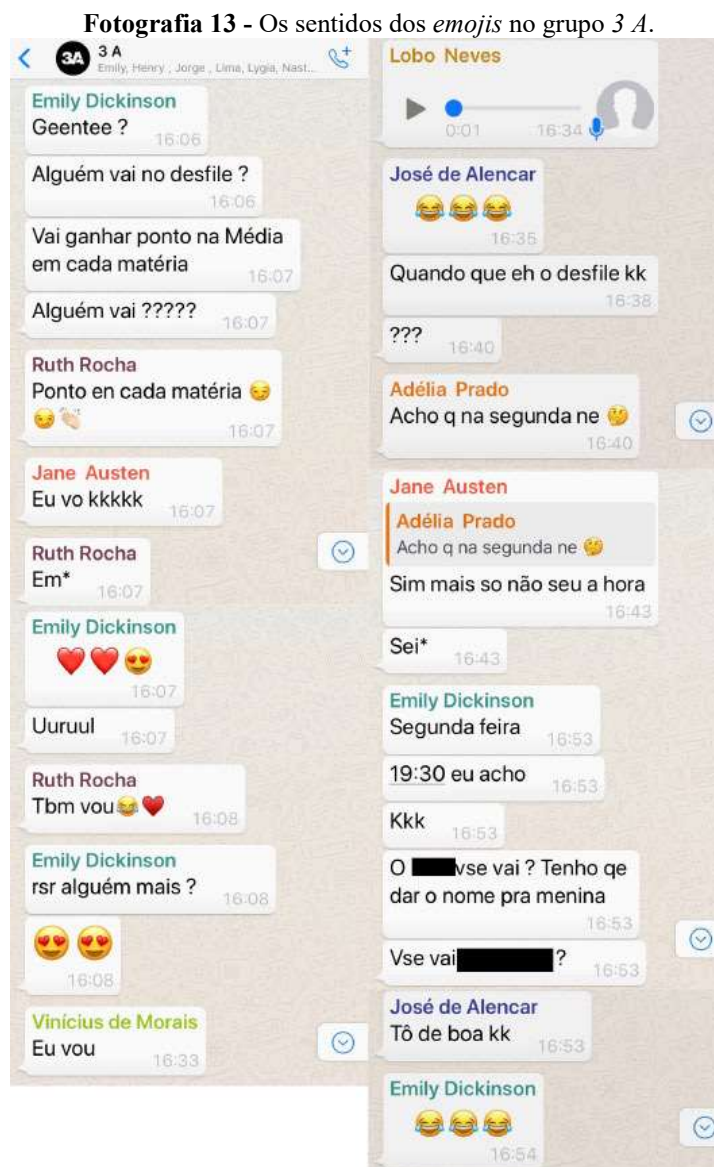 Fotografia 13 - Os sentidos dos emojis no grupo 3 A.
3A
3 A
Emily, Henry , Jorge , Lima, Lygia, Nast...
Emily Dickinson
Geentee ?
16:06
Alguém vai no desfile ?
16:06
Vai ganhar ponto na Média
em cada matéria
16:07
Alguém vai ?????
16:07
Ruth Rocha
Ponto en cada matéria 😏
😏👏🏻
16:07
Jane Austen
Eu vo kkkkk
16:07
Ruth Rocha
Em*
16:07
Emily Dickinson
❤️❤️😍
16:07
Uuruul
16:07
Ruth Rocha
Tbm vou😂❤️
16:08
Emily Dickinson
rsr alguém mais ?
16:08
😍😍
16:08
Vinícius de Morais
Eu vou
16:33
Lobo Neves
0:01
16:34
José de Alencar
😂😂😂
16:35
Quando que eh o desfile kk
16:38
???
16:40
Adélia Prado
Acho q na segunda ne 🤔
16:40
Jane Austen
Adélia Prado
Acho q na segunda ne 🤔
Sim mais so não seu a hora
16:43
Sei*
16:43
Emily Dickinson
Segunda feira
16:53
19:30 eu acho
16:53
Kkk
16:53
O vse vai ? Tenho qe
dar o nome pra menina
16:53
Vse vai ?
16:53
José de Alencar
Tô de boa kk
16:53
Emily Dickinson
😂😂😂
16:54